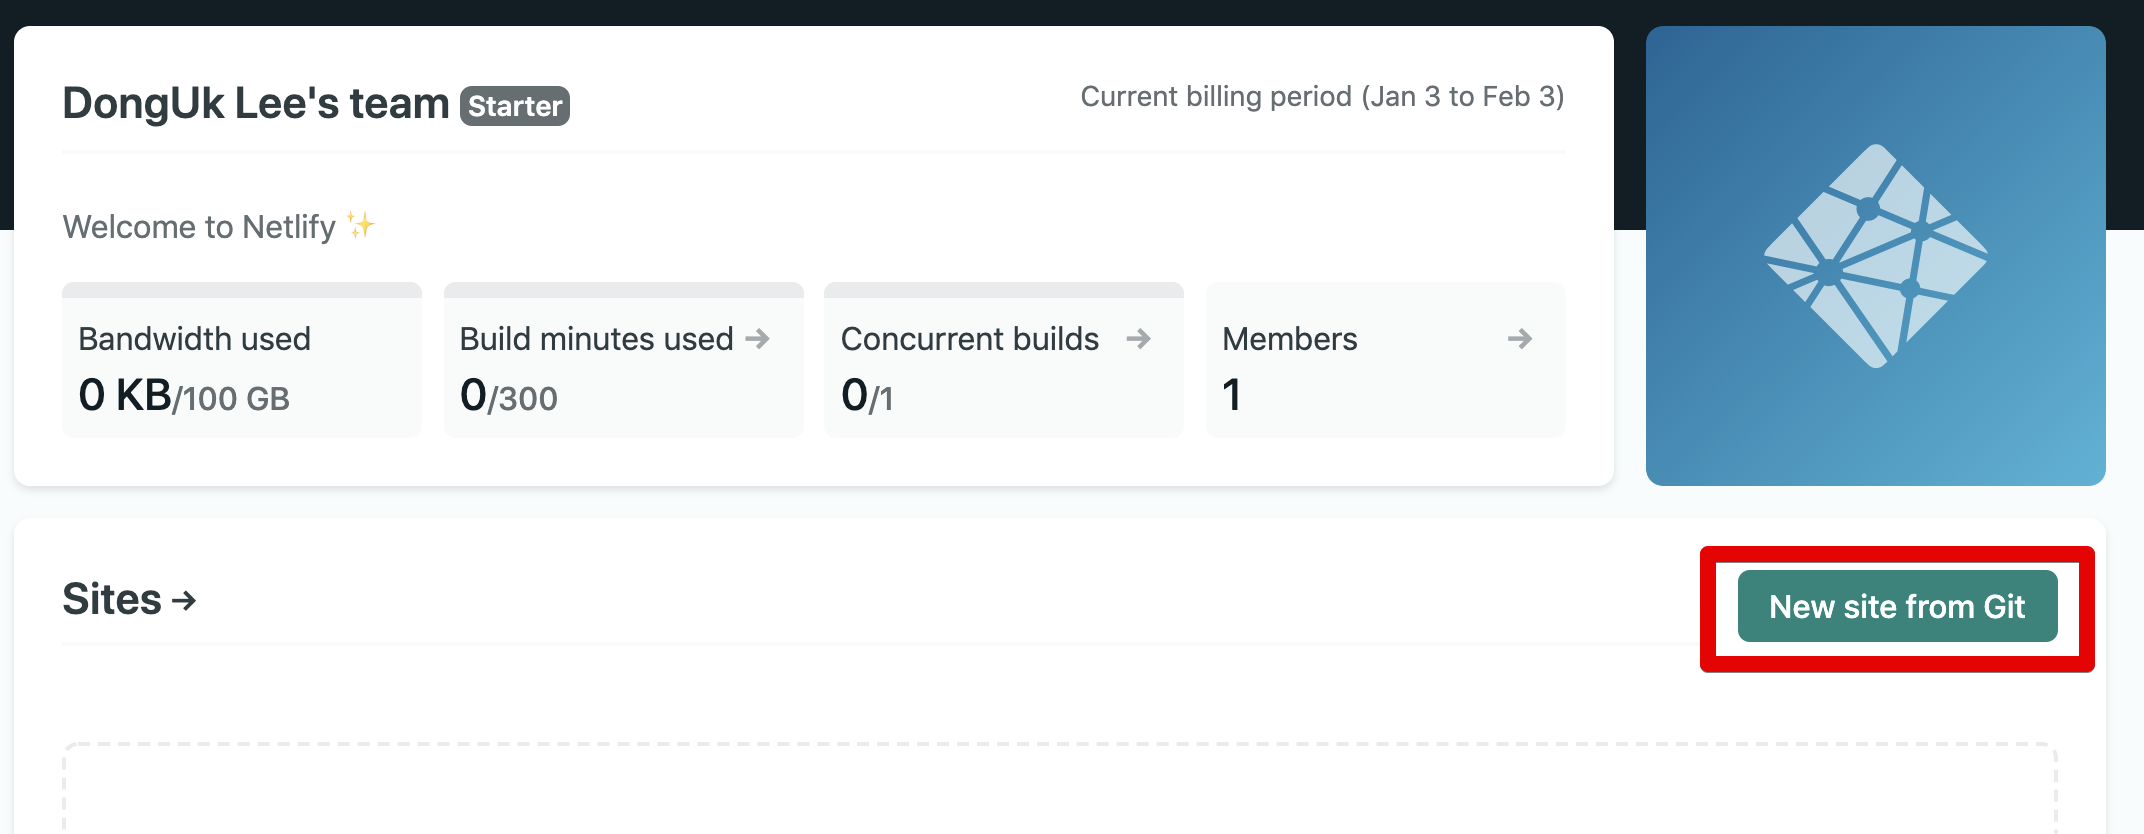 DongUk Lee's team Starter
Current billing period (Jan 3 to Feb 3)
Welcome to Netlify ✨
Bandwidth used
0 KB/100 GB
Build minutes used →
0/300
Concurrent builds →
0/1
Members →
1
Sites →
New site from Git